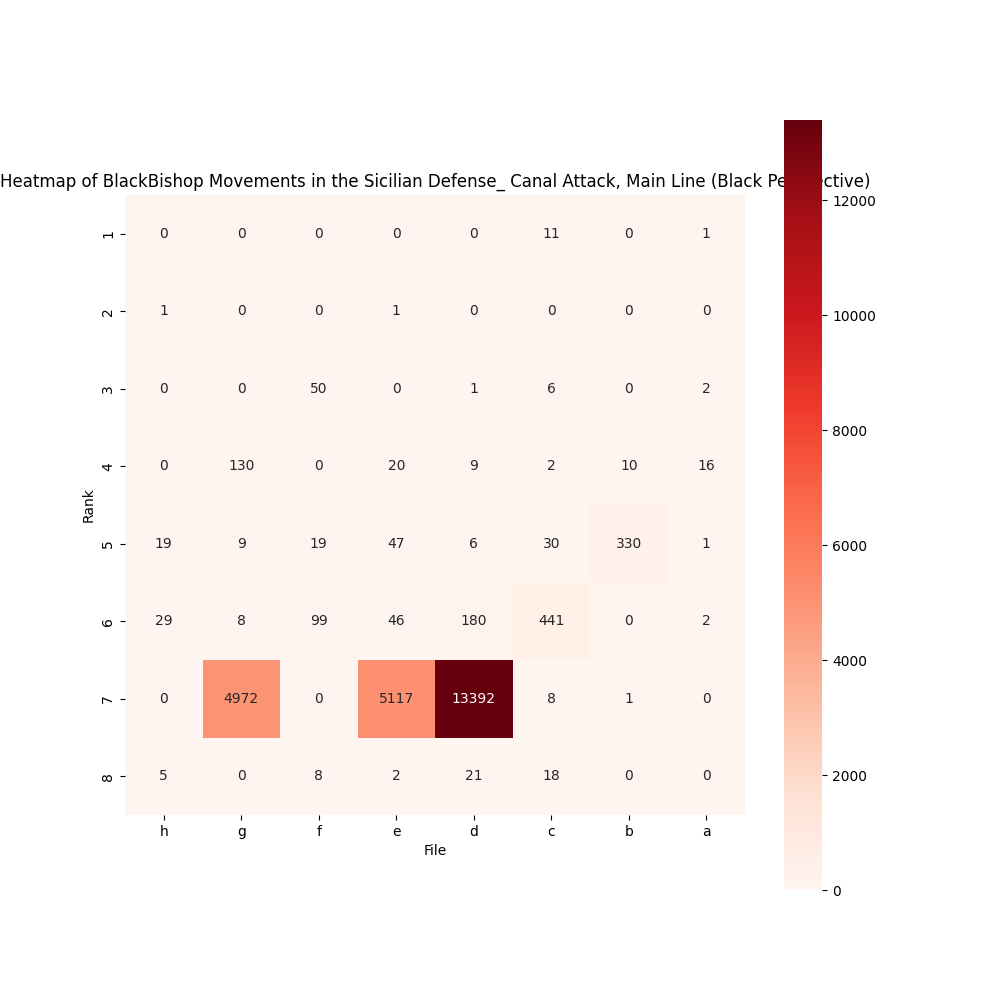 Heatmap of BlackBishop Movements in the Sicilian Defense_ Canal Attack, Main Line (Black Pe ctive)
12000
10000
8000
6000
4000
2000
0
Rank
1 0 0 0 0 0 11 0 1
2 1 0 0 1 0 0 0 0
3 0 0 50 0 1 6 0 2
4 0 130 0 20 9 2 10 16
5 19 9 19 47 6 30 330 1
6 29 8 99 46 180 441 0 2
7 0 4972 0 5117 13392 8 1 0
8 5 0 8 2 21 18 0 0
h g f e d c b a
File